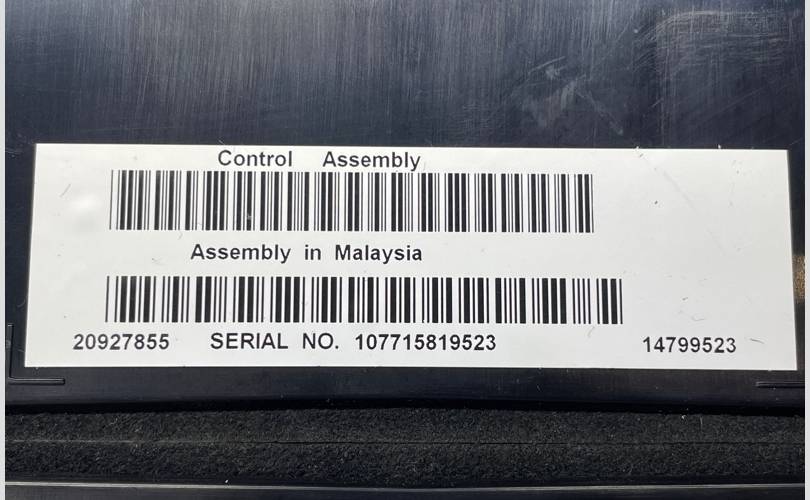 Control Assembly
Assembly in Malaysia
20927855 SERIAL NO. 107715819523 14799523